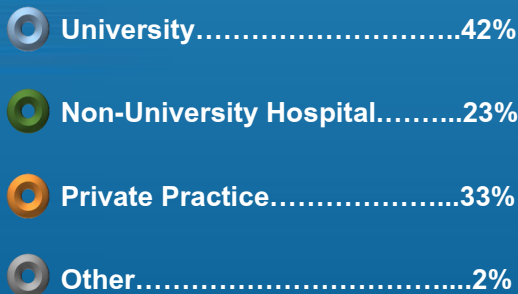 University………………………..42%
Non-University Hospital……...23%
Private Practice………………...33%
Other…………………………....2%